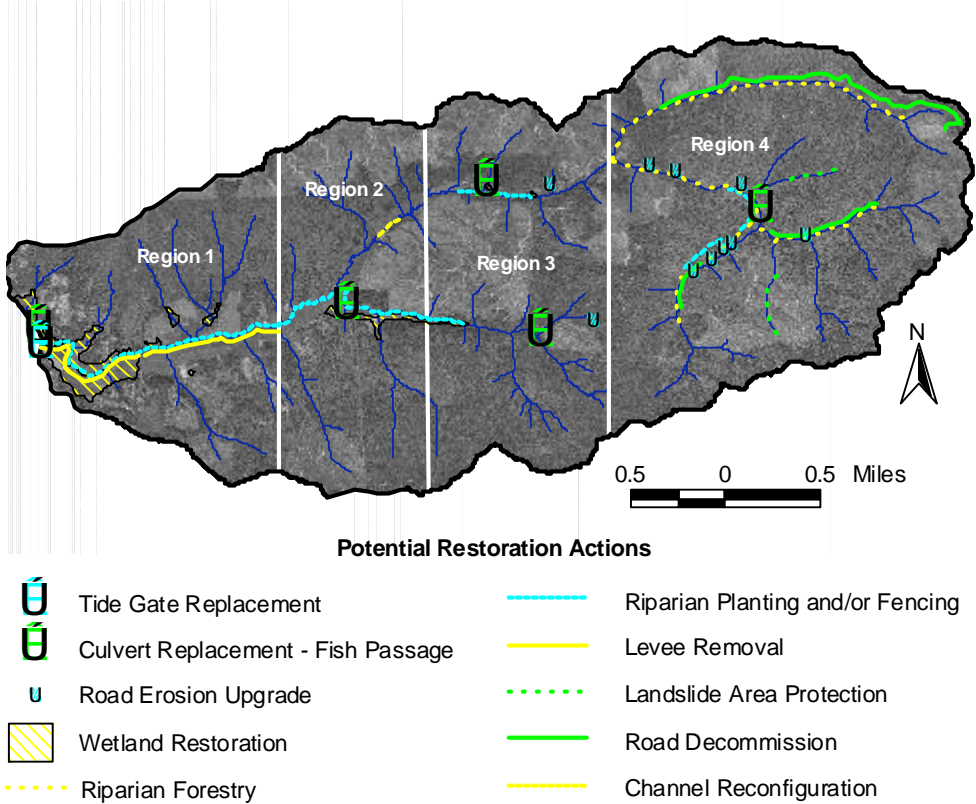 Region 4
Region 2
Region 1
Region 3
N
0.5 0 0.5 Miles
Potential Restoration Actions
Tide Gate Replacement
Culvert Replacement - Fish Passage
Road Erosion Upgrade
Wetland Restoration
Riparian Forestry
Riparian Planting and/or Fencing
Levee Removal
Landslide Area Protection
Road Decommission
Channel Reconfiguration